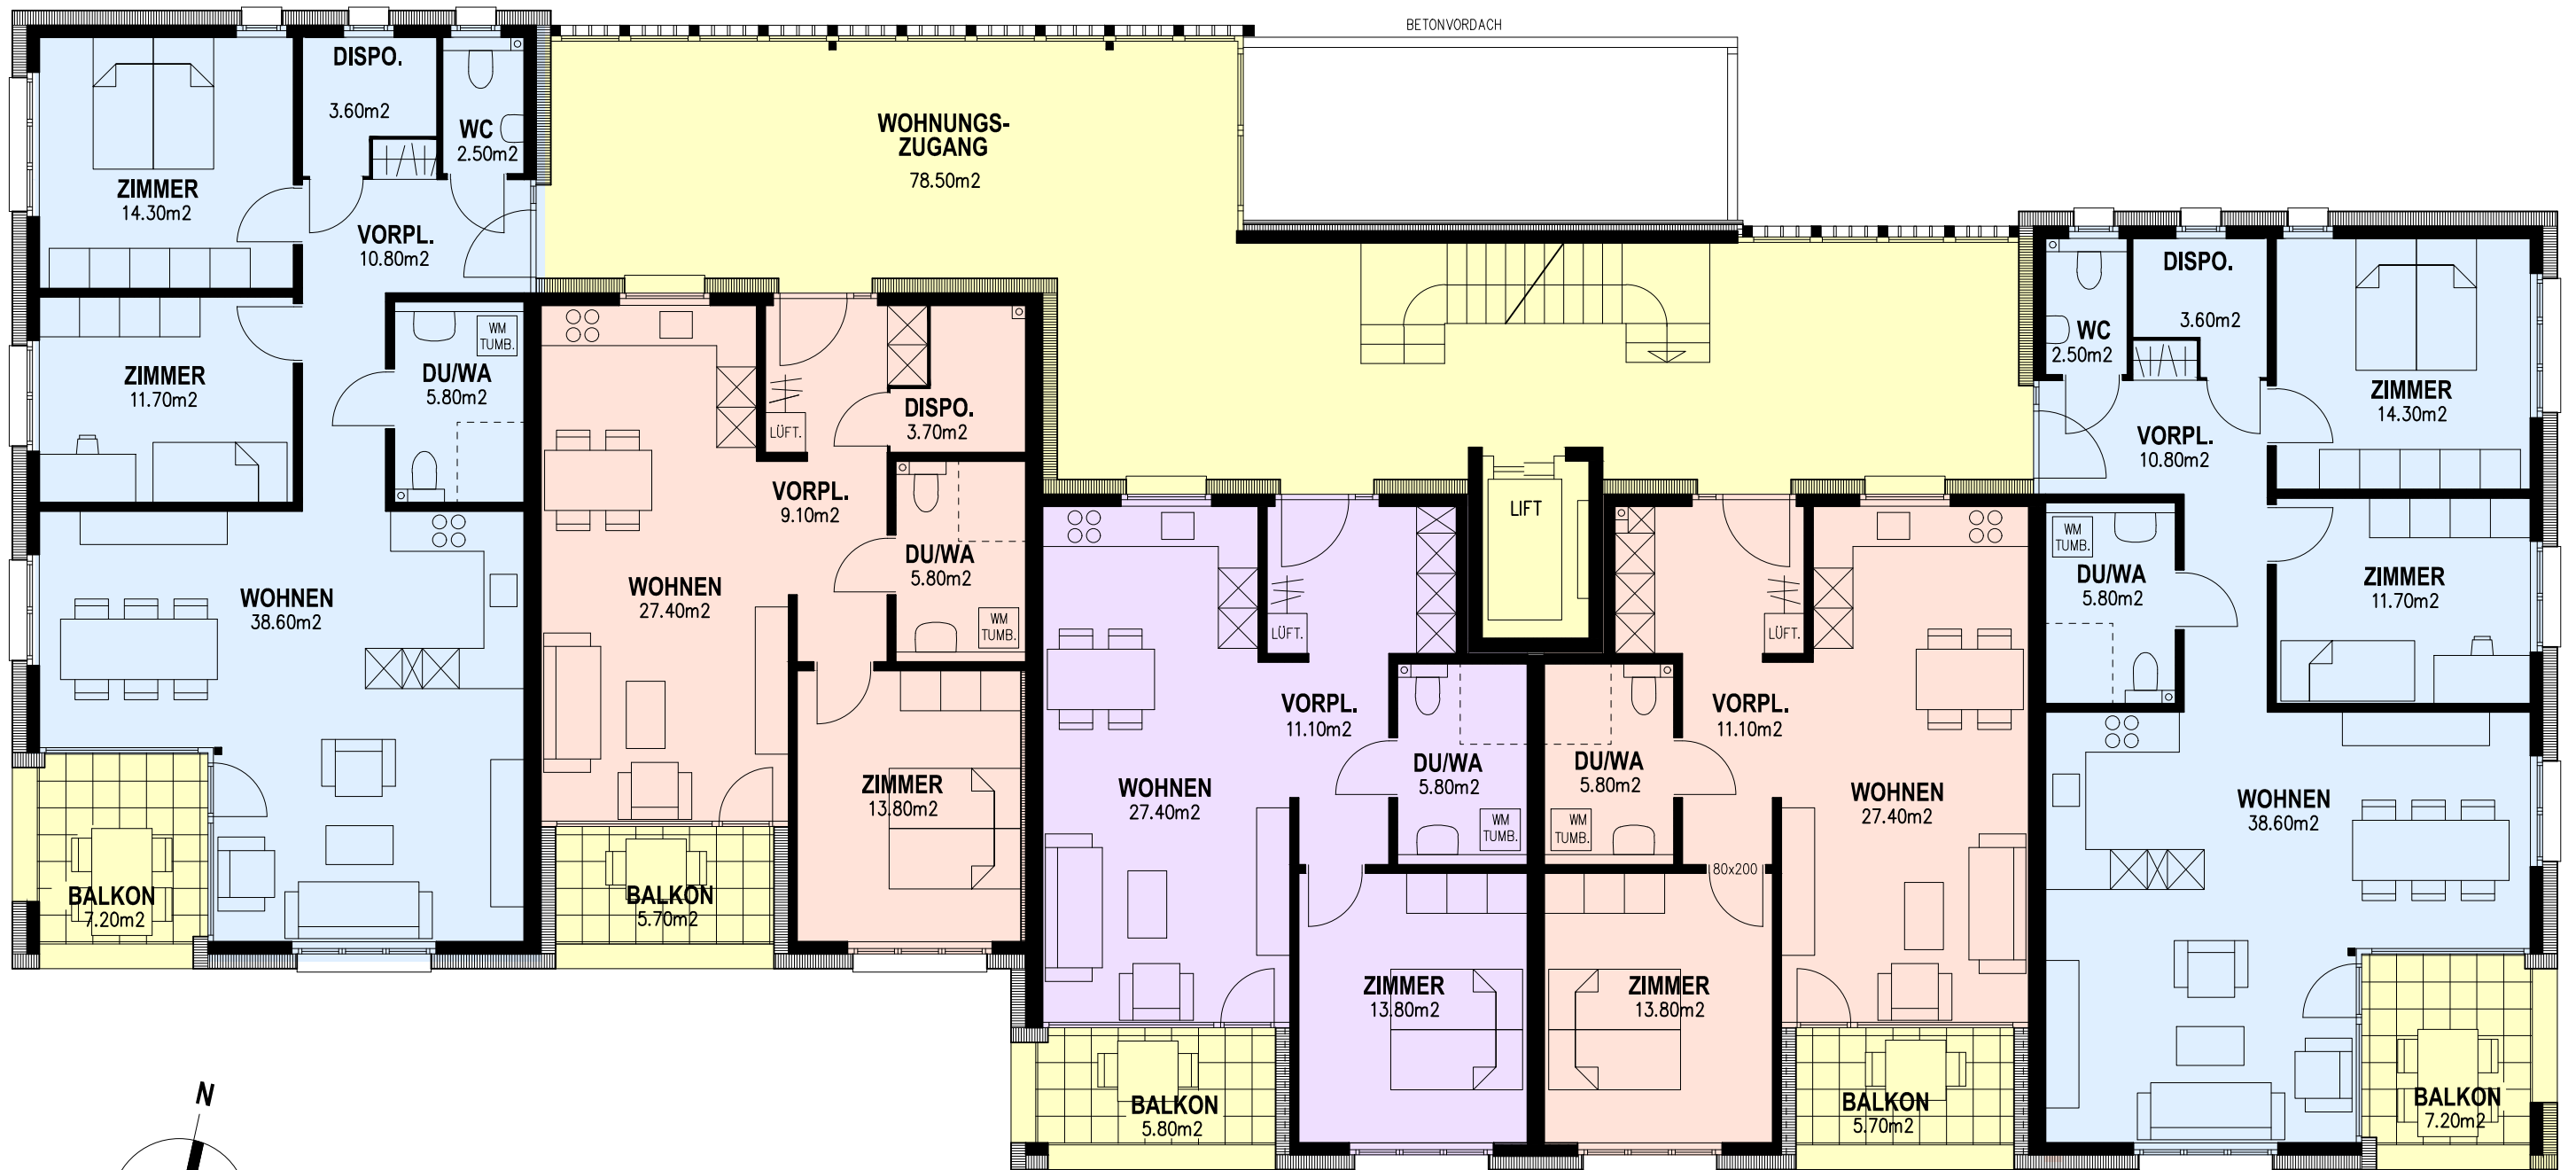 BETONVORDACH
DISPO.
3.60m2
WC
2.50m2
ZIMMER
14.30m2
VORPL.
10.80m2
ZIMMER
11.70m2
DU/WA
5.80m2
WM
TUMB.
WOHNEN
38.60m2
BALKON
7.20m2
WOHNUNGS-
ZUGANG
78.50m2
LÜFT.
DISPO.
3.70m2
VORPL.
9.10m2
DU/WA
5.80m2
WM
TUMB.
WOHNEN
27.40m2
ZIMMER
13.80m2
BALKON
5.70m2
LIFT
LÜFT.
VORPL.
11.10m2
DU/WA
5.80m2
WM
TUMB.
WOHNEN
27.40m2
ZIMMER
13.80m2
BALKON
5.80m2
LÜFT.
VORPL.
11.10m2
DU/WA
5.80m2
WM
TUMB.
WOHNEN
27.40m2
80x200
ZIMMER
13.80m2
BALKON
5.70m2
WC
2.50m2
DISPO.
3.60m2
ZIMMER
14.30m2
VORPL.
10.80m2
WM
TUMB.
DU/WA
5.80m2
ZIMMER
11.70m2
WOHNEN
38.60m2
BALKON
7.20m2
N